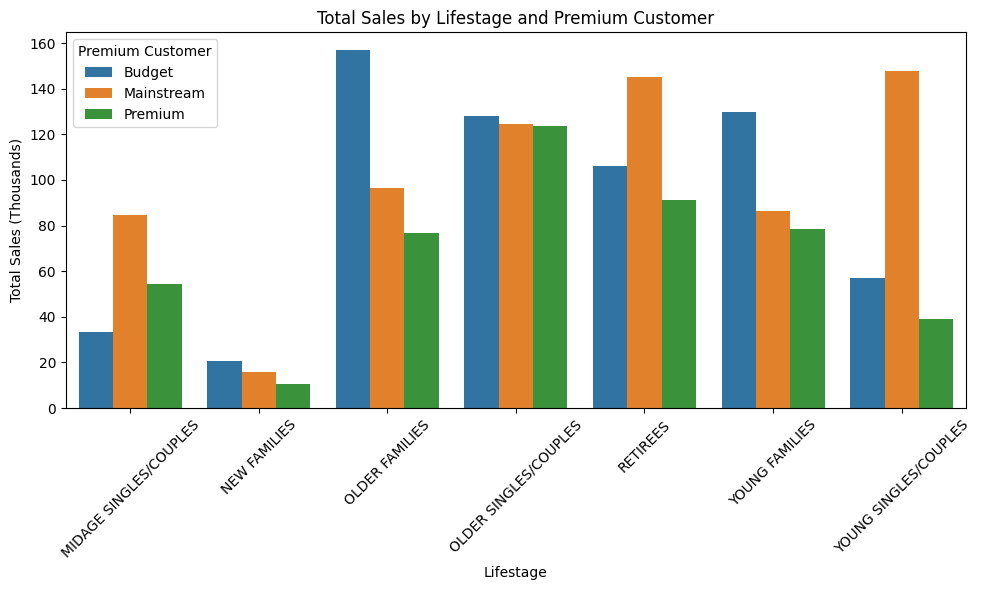 Total Sales by Lifestage and Premium Customer
Premium Customer
Budget
Mainstream
Premium
Total Sales (Thousands)
160
140
120
100
80
60
40
20
0
MIDAGE SINGLES/COUPLES
NEW FAMILIES
OLDER FAMILIES
OLDER SINGLES/COUPLES
RETIREES
YOUNG FAMILIES
YOUNG SINGLES/COUPLES
Lifestage